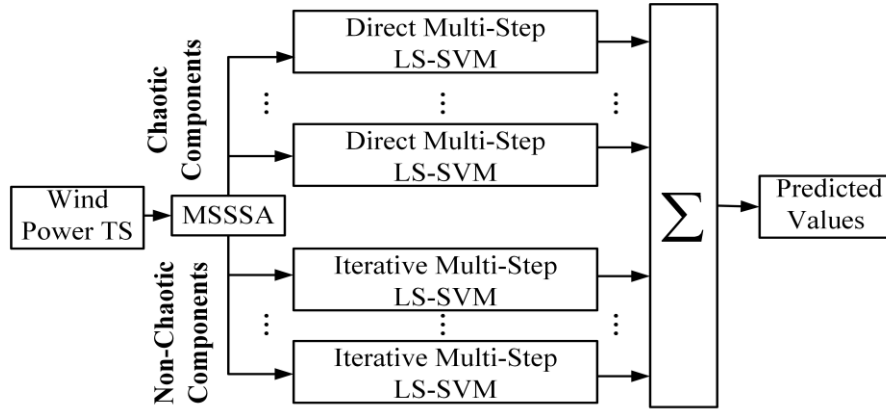 Wind
Power TS
MSSSA
Chaotic
Components
Non-Chaotic
Components
Direct Multi-Step
LS-SVM
...
...
...
Direct Multi-Step
LS-SVM
Iterative Multi-Step
LS-SVM
...
...
...
Iterative Multi-Step
LS-SVM
∑
Predicted
Values